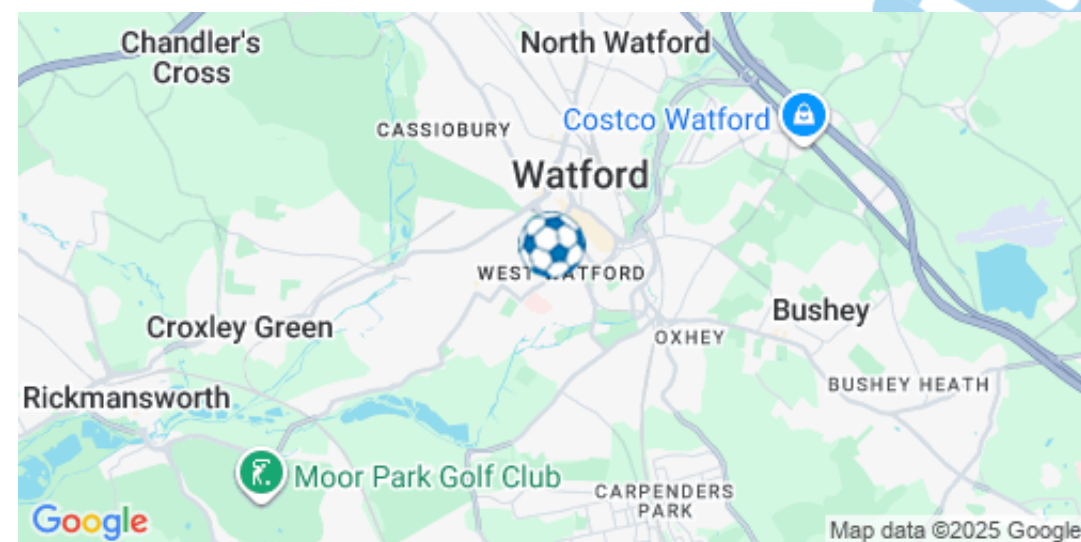 Chandler's
Cross
North Watford
CASSIOBURY
Costco Watford
Watford
WEST WATFORD
Croxley Green
Bushey
OXHEY
Rickmansworth
BUSHEY HEATH
Moor Park Golf Club
CARPENDERS
PARK
Google
Map data ©2025 Google